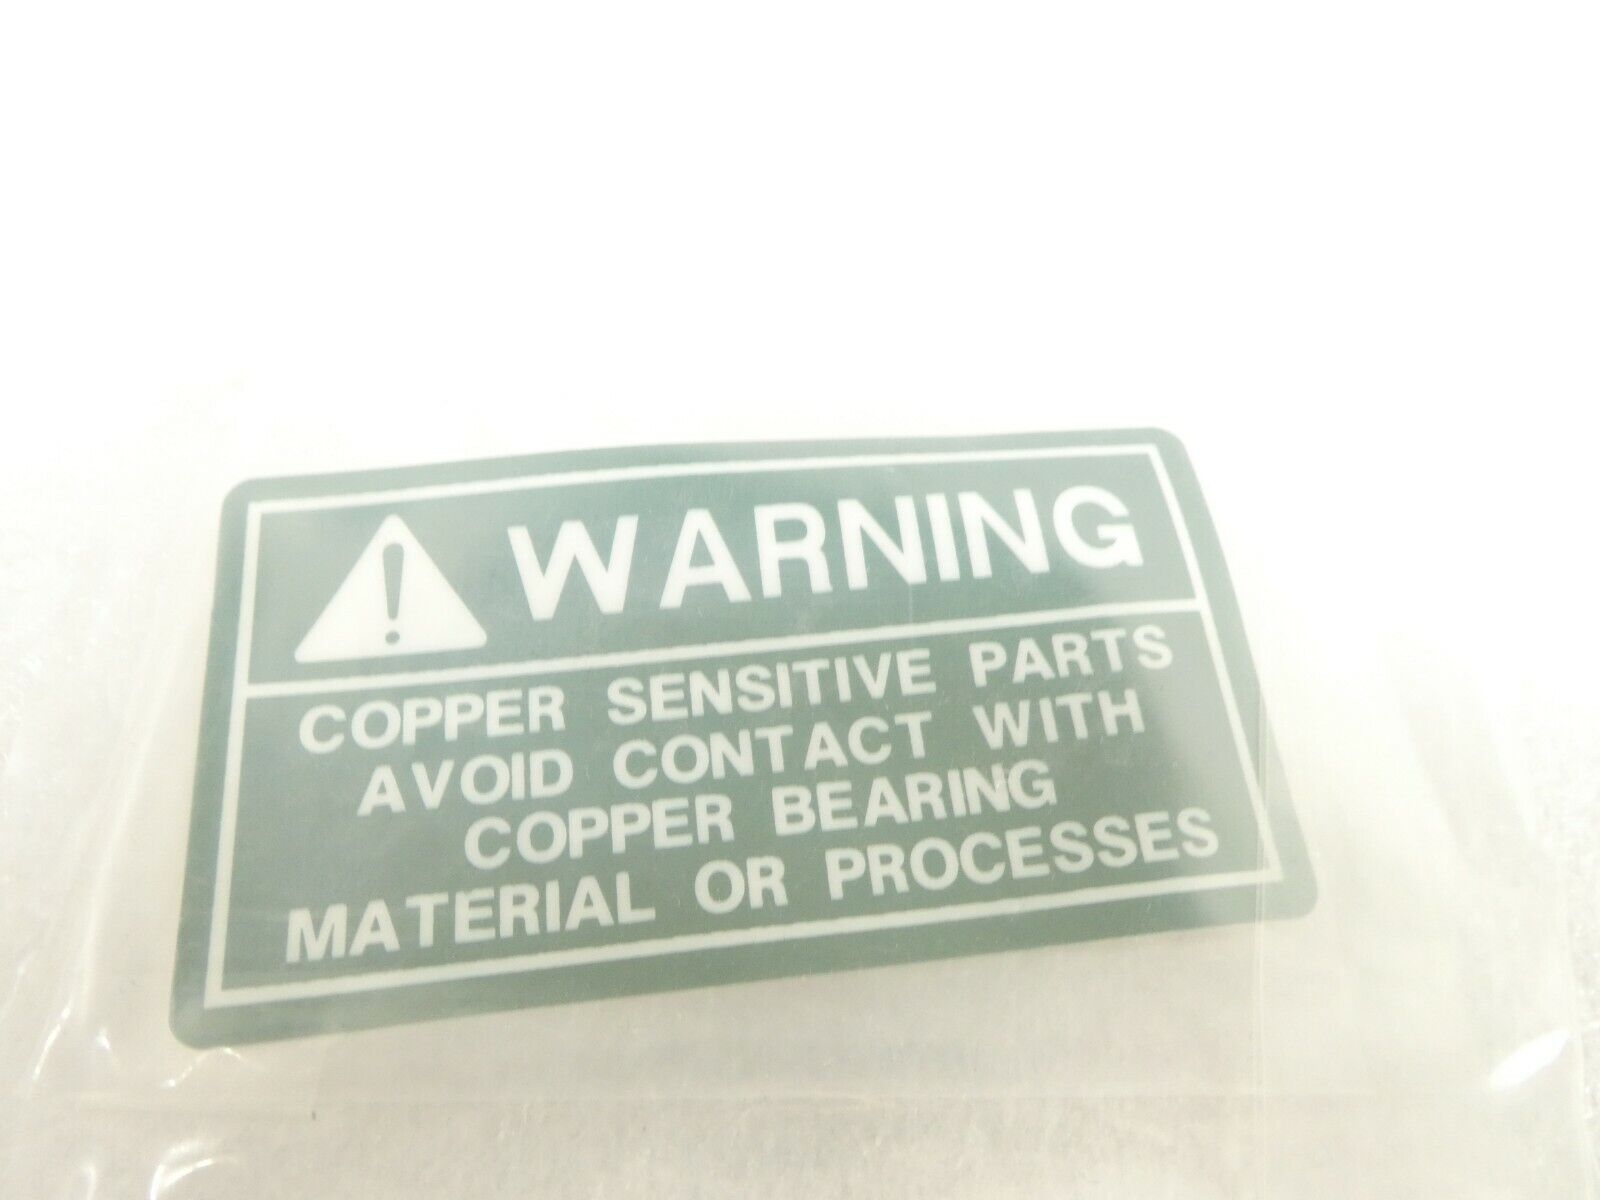 WARNING
COPPER SENSITIVE PARTS
AVOID CONTACT WITH
COPPER BEARING
MATERIAL OR PROCESSES